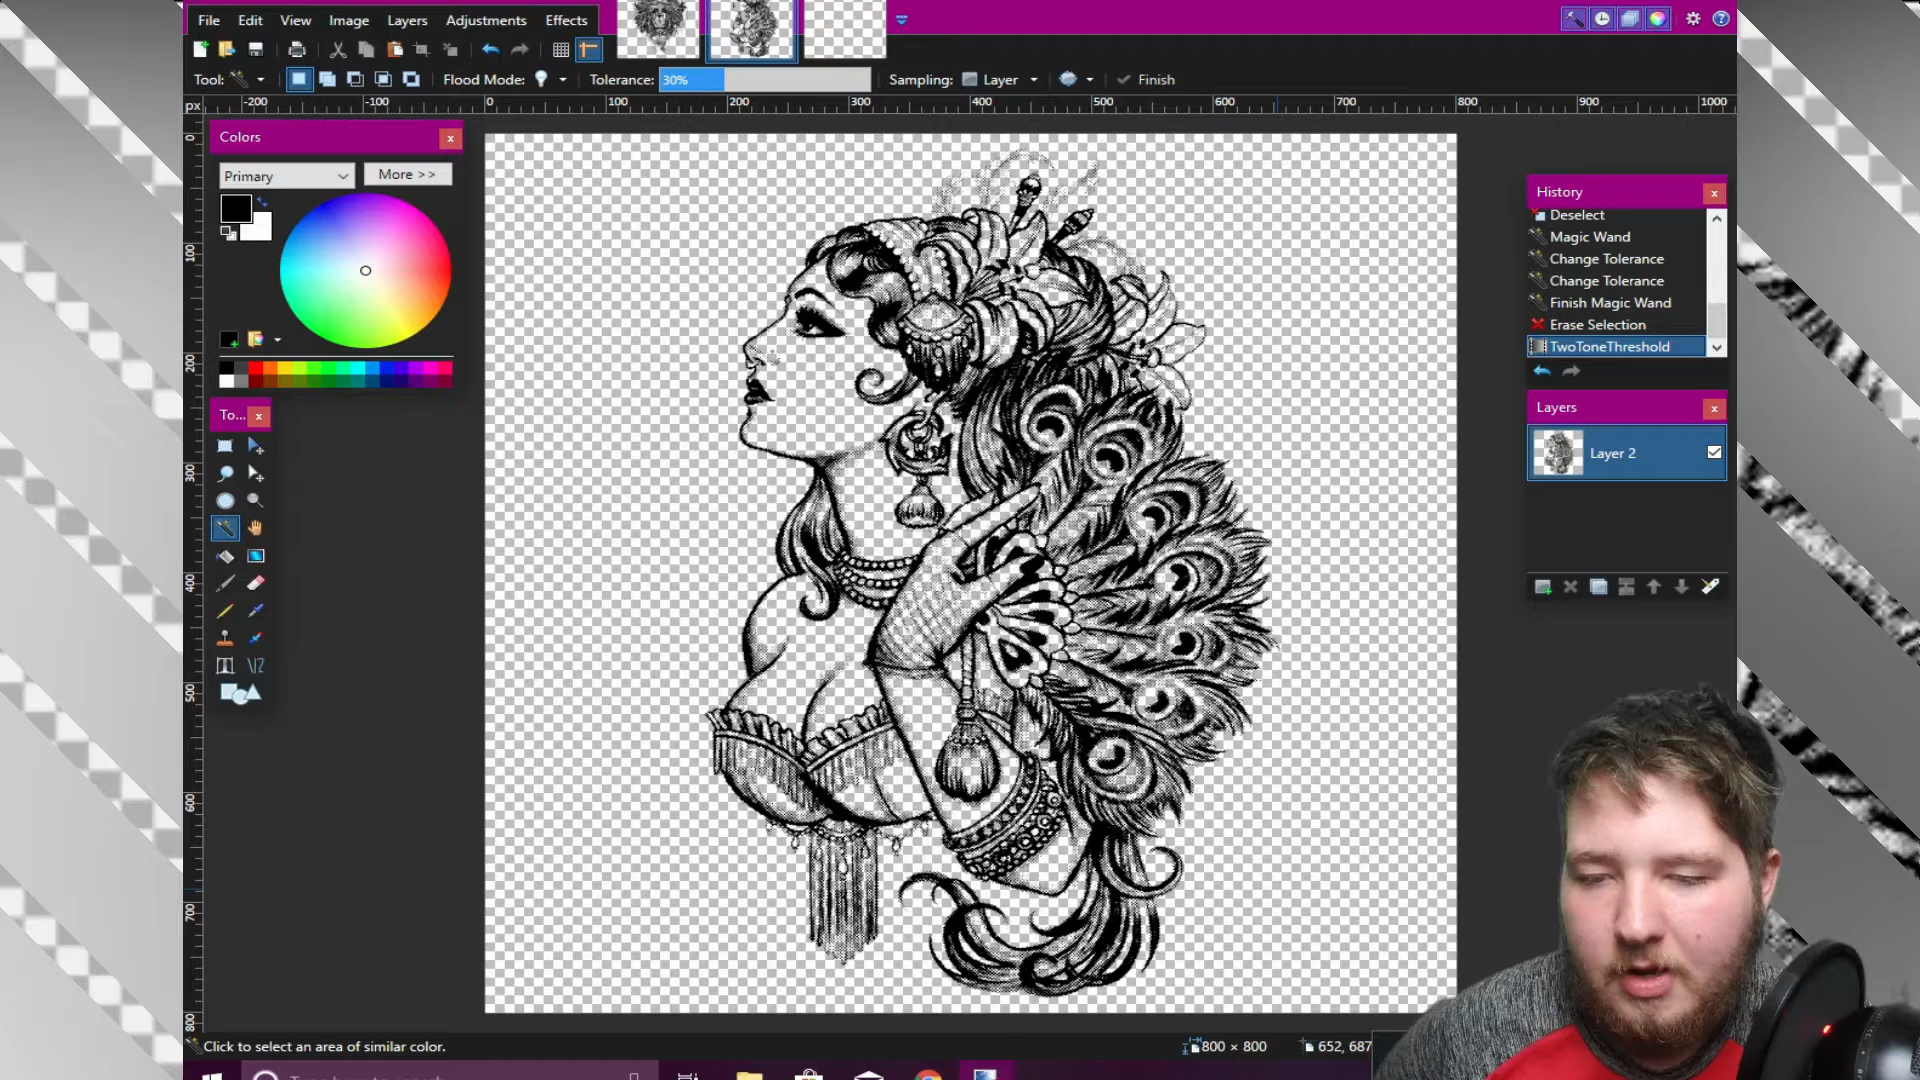 File Edit View Image Layers Adjustments Effects
Tool: Flood Mode: Tolerance: 30% Sampling: Layer Finish
px -200 -100 0 100 200 300 400 500 600 700 800 900 1000
0
100
200
300
400
500
600
700
800
Colors x
Primary More >>
To... x
History x
Deselect
Magic Wand
Change Tolerance
Change Tolerance
Finish Magic Wand
Erase Selection
TwoToneThreshold
Layers x
Layer 2
Click to select an area of similar color. 800 × 800 652, 687